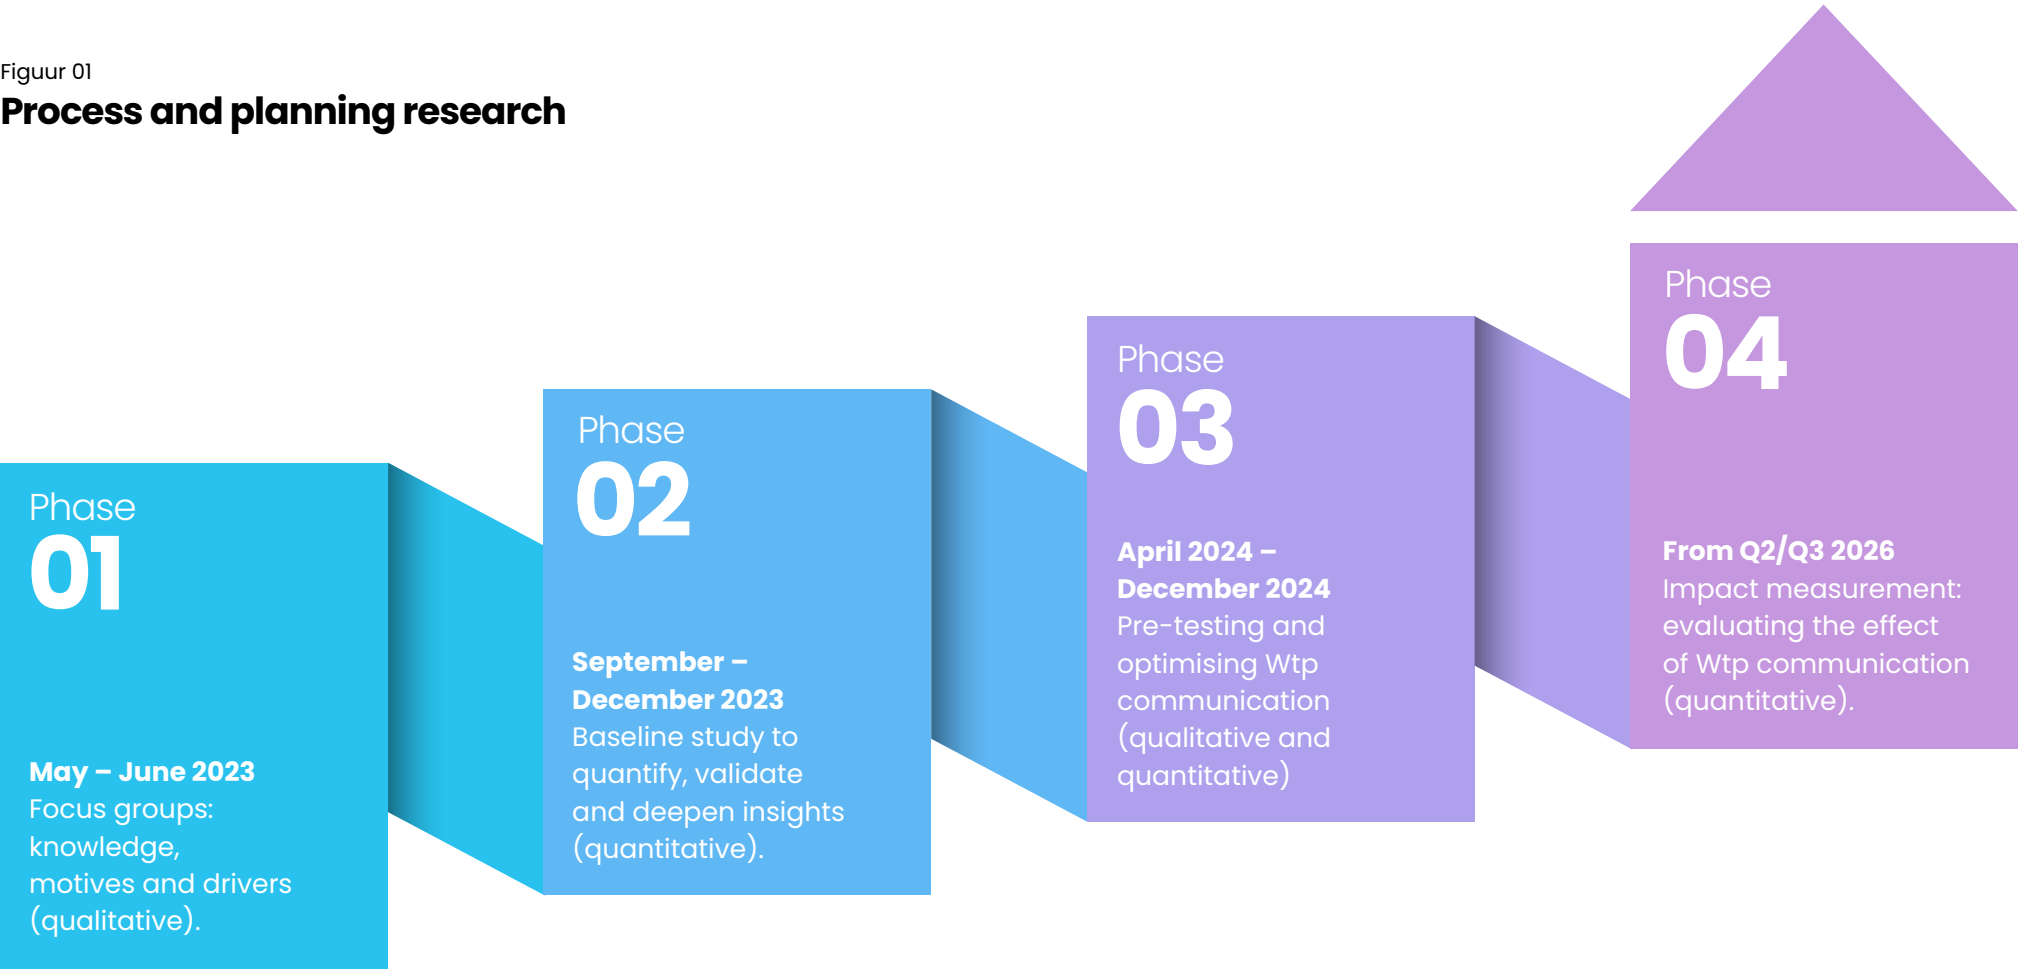 Figuur 01
Process and planning research
Phase
01
May – June 2023
Focus groups:
knowledge,
motives and drivers
(qualitative).
Phase
02
September –
December 2023
Baseline study to
quantify, validate
and deepen insights
(quantitative).
Phase
03
April 2024 –
December 2024
Pre-testing and
optimising Wtp
communication
(qualitative and
quantitative)
Phase
04
From Q2/Q3 2026
Impact measurement:
evaluating the effect
of Wtp communication
(quantitative).